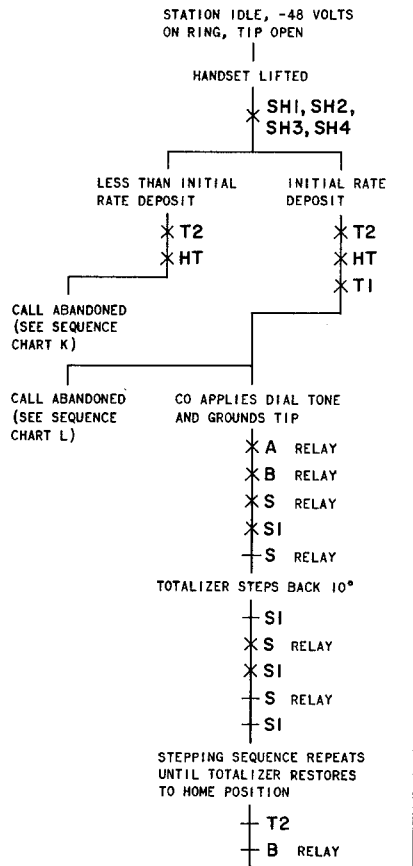 STATION IDLE, -48 VOLTS
ON RING, TIP OPEN
HANDSET LIFTED
SH1, SH2,
SH3, SH4
LESS THAN INITIAL
RATE DEPOSIT
INITIAL RATE
DEPOSIT
T2
HT
T2
HT
T1
CALL ABANDONED
(SEE SEQUENCE
CHART K)
CALL ABANDONED
(SEE SEQUENCE
CHART L)
CO APPLIES DIAL TONE
AND GROUNDS TIP
A RELAY
B RELAY
S RELAY
S1
S RELAY
TOTALIZER STEPS BACK 10°
S1
S RELAY
S1
S RELAY
S1
STEPPING SEQUENCE REPEATS
UNTIL TOTALIZER RESTORES
TO HOME POSITION
T2
B RELAY